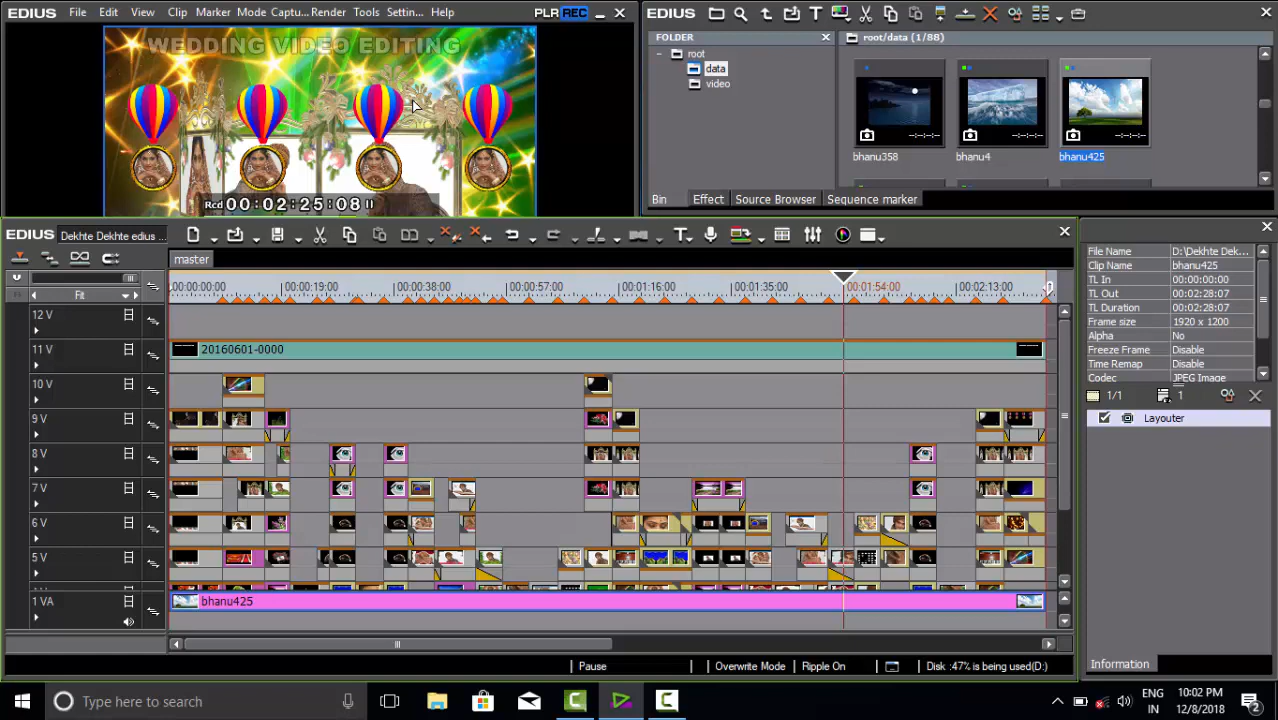 EDIUS File Edit View Clip Marker Mode Captu... Render Tools Settin... Help PLR REC
WEDDING VIDEO EDITING
Rcd 00:02:25:08
EDIUS
FOLDER
root
data
video
root/data (1/88)
bhanu358 bhanu4 bhanu425
Bin Effect Source Browser Sequence marker
EDIUS Dekhte Dekhte edius ...
master
Fit
00:00:00:00 00:00:19:00 00:00:38:00 00:00:57:00 00:01:16:00 00:01:35:00 00:01:54:00 00:02:13:00
12 V
11 V 20160601-0000
10 V
9 V
8 V
7 V
6 V
5 V
1 VA bhanu425
Pause Overwrite Mode Ripple On Disk :47% is being used(D:)
File Name D:\Dekhte Dek...
Clip Name bhanu425
TL In 00:00:00:00
TL Out 00:02:28:07
TL Duration 00:02:28:07
Frame size 1920 x 1200
Alpha No
Freeze Frame Disable
Time Remap Disable
Codec JPEG Image
1/1 1
Layouter
Information
Type here to search
ENG
IN
10:02 PM
12/8/2018
2